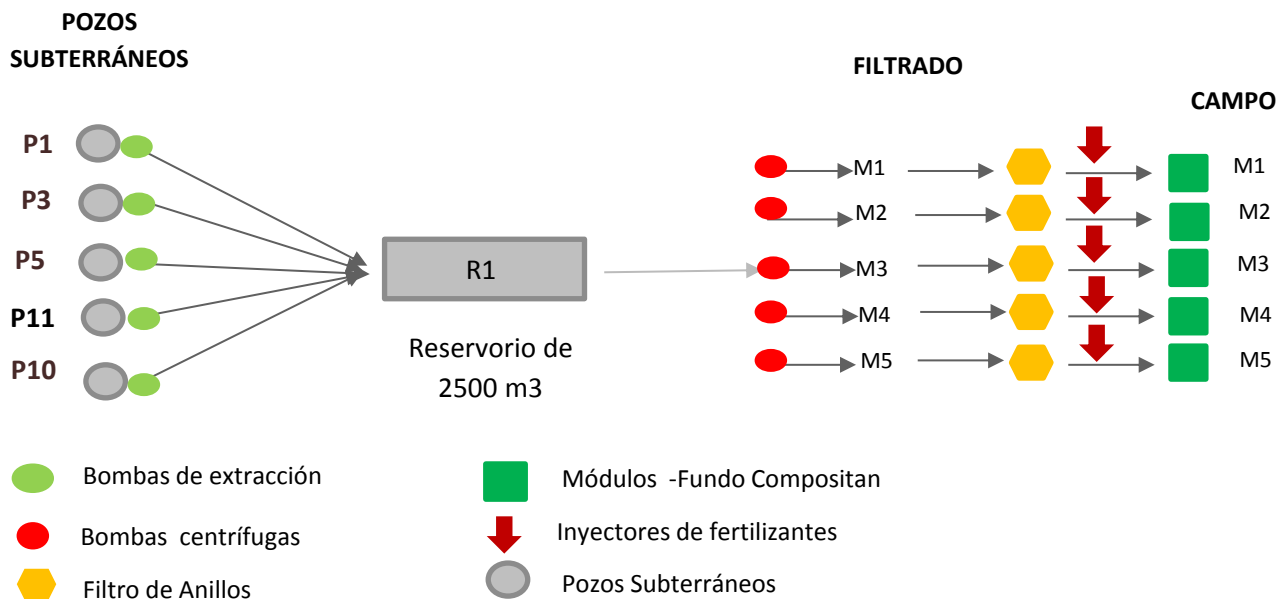 POZOS
SUBTERRÁNEOS
P1
P3
P5
P11
P10
R1
Reservorio de
2500 m3
FILTRADO
M1
M2
M3
M4
M5
CAMPO
M1
M2
M3
M4
M5
Bombas de extracción
Bombas centrífugas
Filtro de Anillos
Módulos -Fundo Compositan
Inyectores de fertilizantes
Pozos Subterráneos